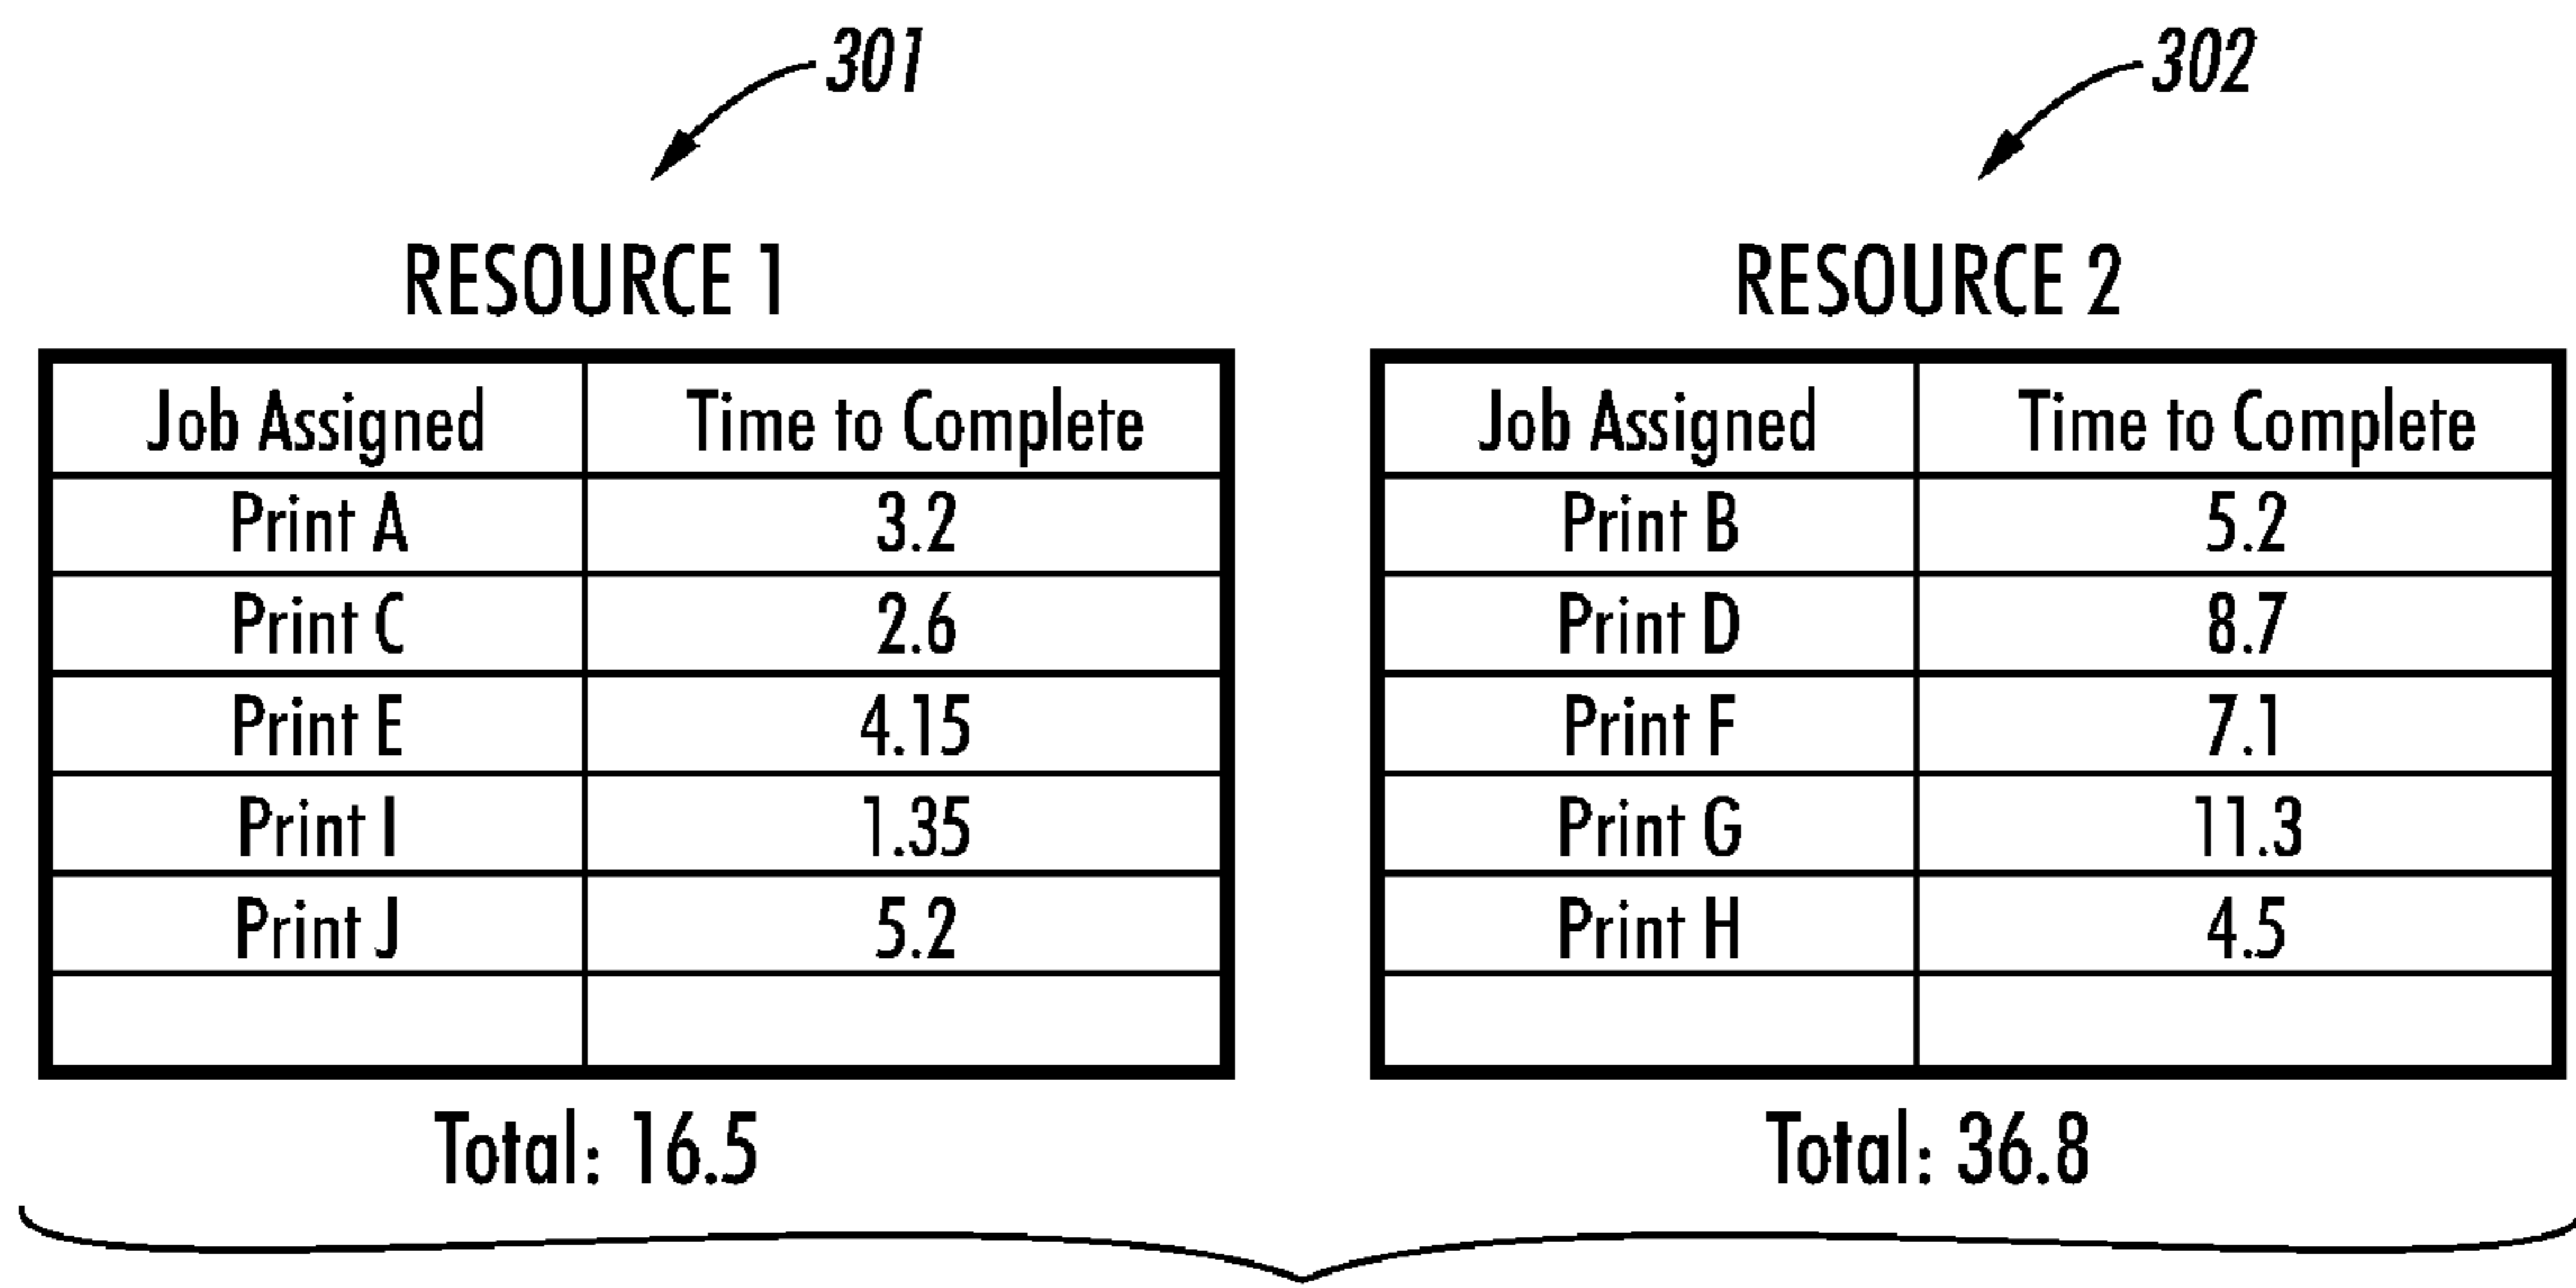 301
302
RESOURCE 1
RESOURCE 2
Job Assigned Time to Complete
Print A 3.2
Print C 2.6
Print E 4.15
Print I 1.35
Print J 5.2
Total: 16.5
Job Assigned Time to Complete
Print B 5.2
Print D 8.7
Print F 7.1
Print G 11.3
Print H 4.5
Total: 36.8